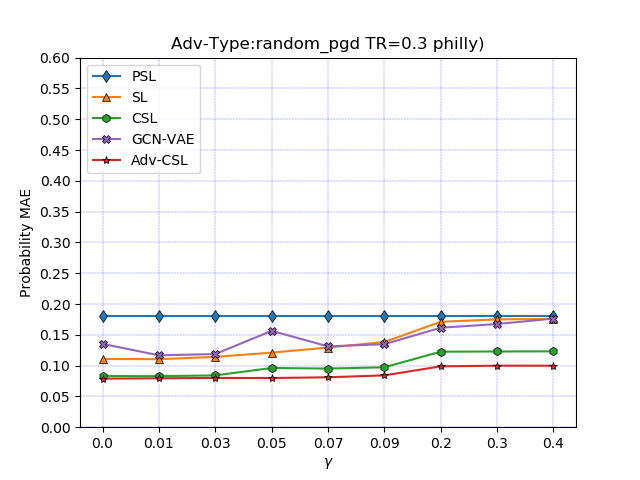 Adv-Type:random_pgd TR=0.3 philly)
PSL
SL
CSL
GCN-VAE
Adv-CSL
Probability MAE
0.60
0.55
0.50
0.45
0.40
0.35
0.30
0.25
0.20
0.15
0.10
0.05
0.00
0.0 0.01 0.03 0.05 0.07 0.09 0.2 0.3 0.4
γ